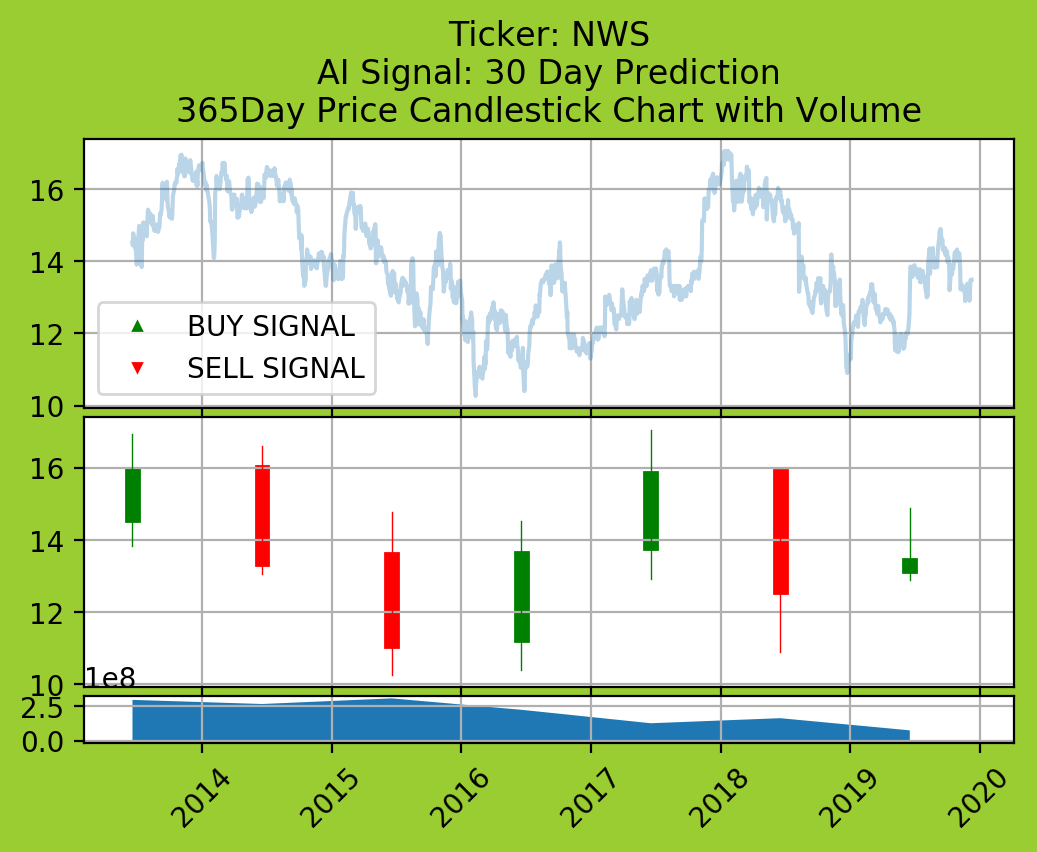 Ticker: NWS
AI Signal: 30 Day Prediction
365Day Price Candlestick Chart with Volume
16
14
12
10
BUY SIGNAL
SELL SIGNAL
16
14
12
10
1e8
2.5
0.0
2014
2015
2016
2017
2018
2019
2020